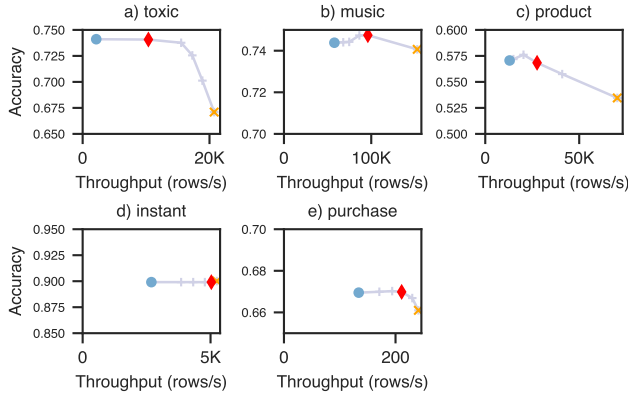 a) toxic
b) music
c) product
0.750
0.725
0.700
0.675
0.650
Accuracy
0
20K
Throughput (rows/s)
0.74
0.72
0.70
0
100K
Throughput (rows/s)
0.600
0.575
0.550
0.525
0.500
0
50K
Throughput (rows/s)
d) instant
e) purchase
0.950
0.925
0.900
0.875
0.850
Accuracy
0
5K
Throughput (rows/s)
0.70
0.68
0.66
0
200
Throughput (rows/s)